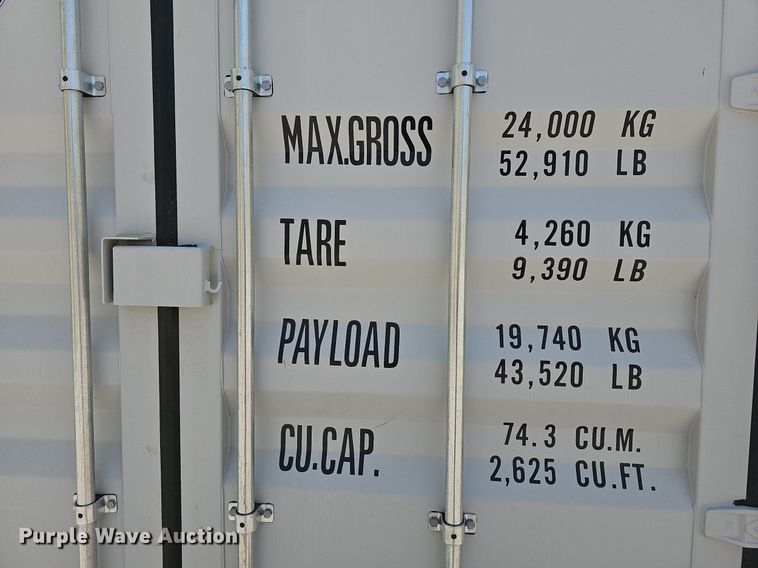 MAX.GROSS 24,000 KG
52,910 LB
TARE 4,260 KG
9,390 LB
PAYLOAD 19,740 KG
43,520 LB
CU.CAP. 74.3 CU.M.
2,625 CU.FT.
Purple Wave Auction